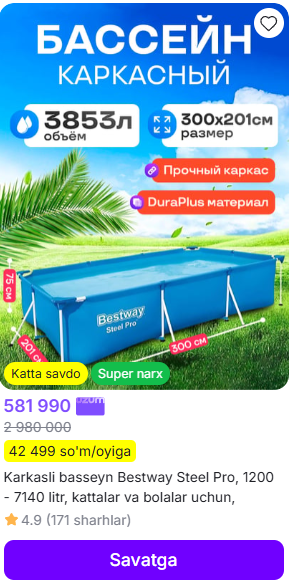 БАССЕЙН
КАРКАСНЫЙ
3853л
объём
300x201см
размер
Прочный каркас
DuraPlus материал
75 см
Bestway
Steel Pro
201 см
300 см
Katta savdo
Super narx
581 990
2 980 000
42 499 so'm/oyiga
Karkasli basseyn Bestway Steel Pro, 1200
- 7140 litr, kattalar va bolalar uchun,
4.9 (171 sharhlar)
Savatga